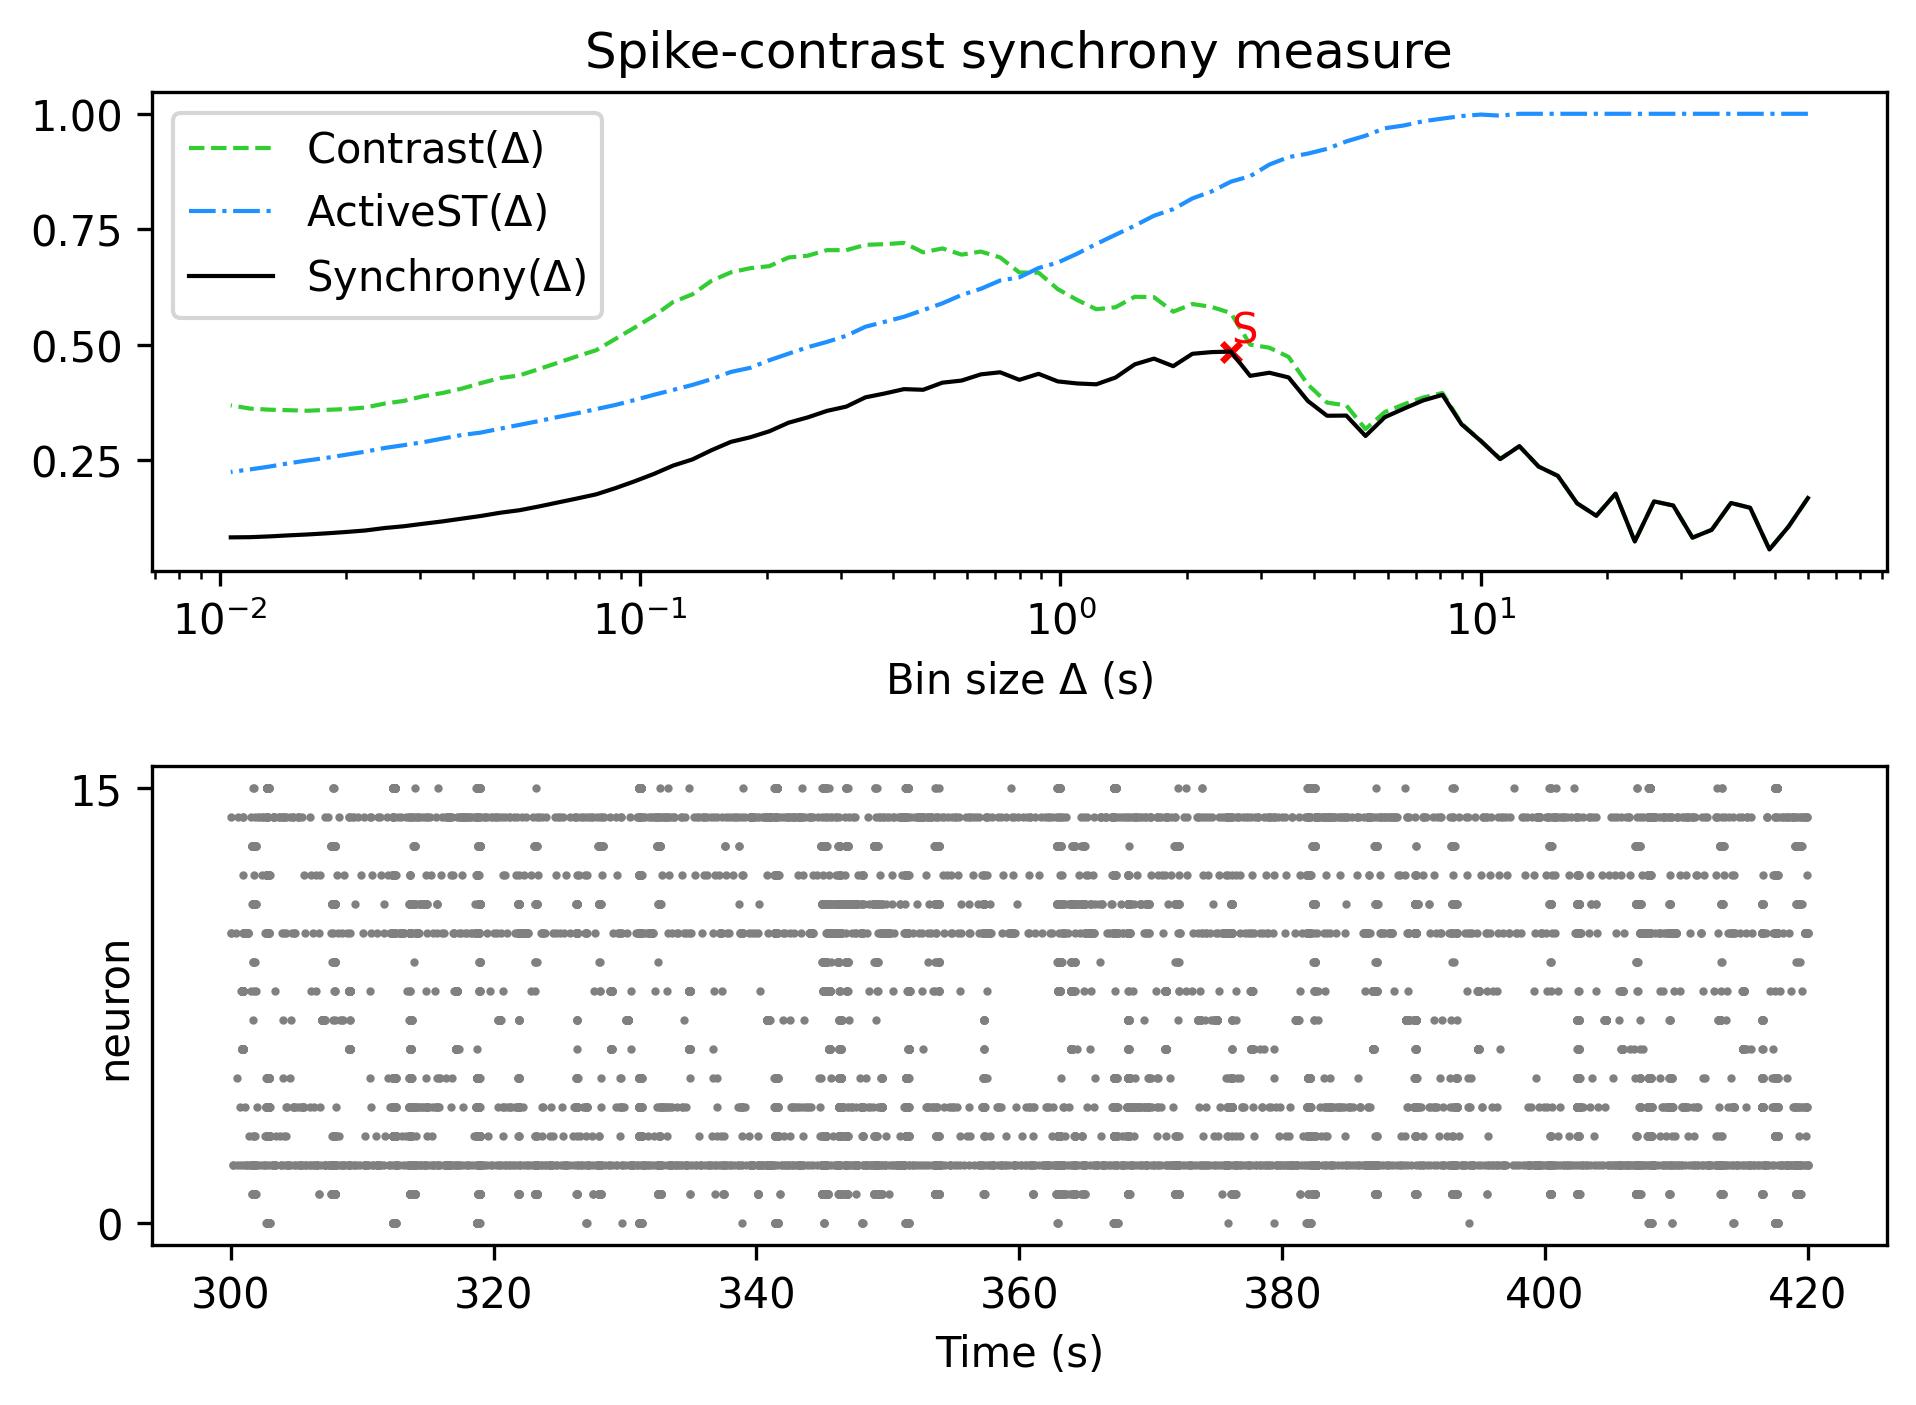 Spike-contrast synchrony measure
1.00
0.75
0.50
0.25
Contrast(Δ)
ActiveST(Δ)
Synchrony(Δ)
S
10⁻² 10⁻¹ 10⁰ 10¹
Bin size Δ (s)
15
0
neuron
300 320 340 360 380 400 420
Time (s)